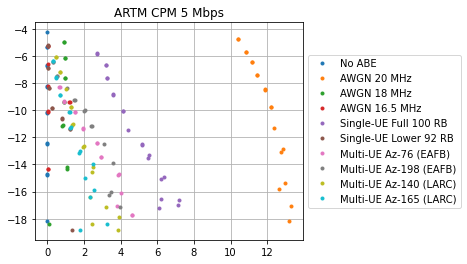 ARTM CPM 5 Mbps
−4
−6
−8
−10
−12
−14
−16
−18
0
2
4
6
8
10
12
No ABE
AWGN 20 MHz
AWGN 18 MHz
AWGN 16.5 MHz
Single-UE Full 100 RB
Single-UE Lower 92 RB
Multi-UE Az-76 (EAFB)
Multi-UE Az-198 (EAFB)
Multi-UE Az-140 (LARC)
Multi-UE Az-165 (LARC)